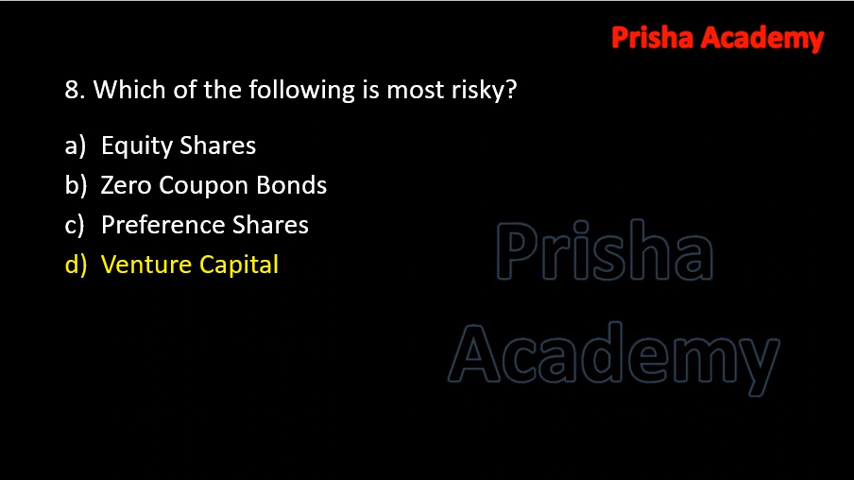 Prisha Academy
8. Which of the following is most risky?
a) Equity Shares
b) Zero Coupon Bonds
c) Preference Shares
d) Venture Capital
Prisha
Academy